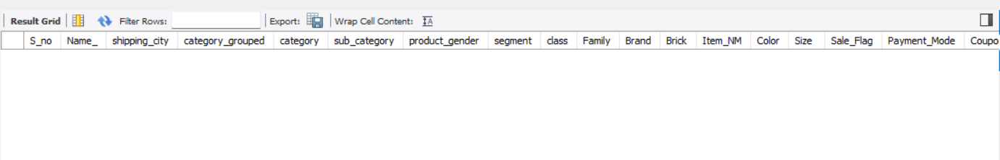 Result Grid Filter Rows: Export: Wrap Cell Content: IA
S_no Name_ shipping_city category_grouped category sub_category product_gender segment class Family Brand Brick Item_NM Color Size Sale_Flag Payment_Mode Coupo